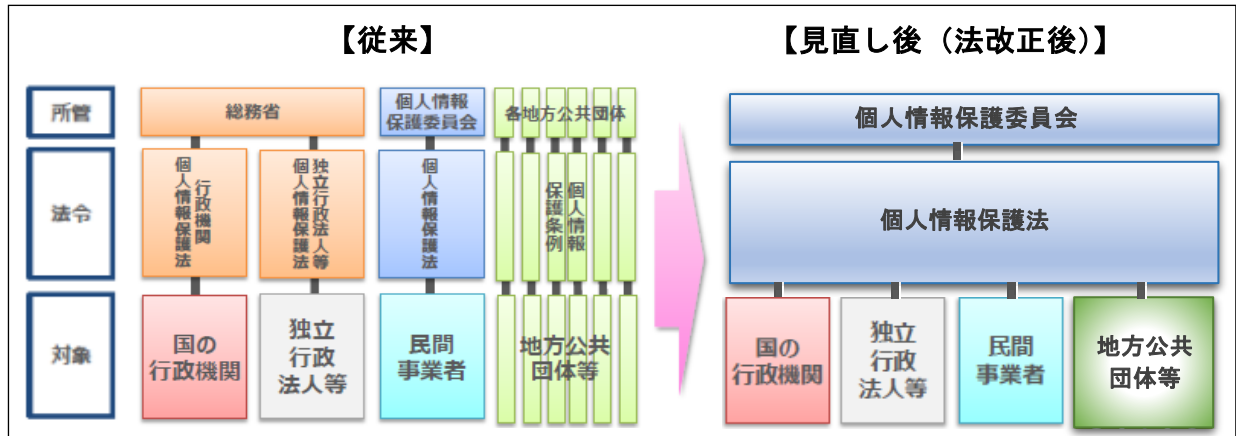 【従来】
【見直し後（法改正後）】
所管
総務省
個人情報
保護委員会
各地方公共団体
法令
行政機関
個人情報保護法
独立行政法人等
個人情報保護法
個人情報保護法
個人情報
保護条例
対象
国の
行政機関
独立
行政
法人等
民間
事業者
地方公共
団体等
個人情報保護委員会
個人情報保護法
国の
行政機関
独立
行政
法人等
民間
事業者
地方公共
団体等